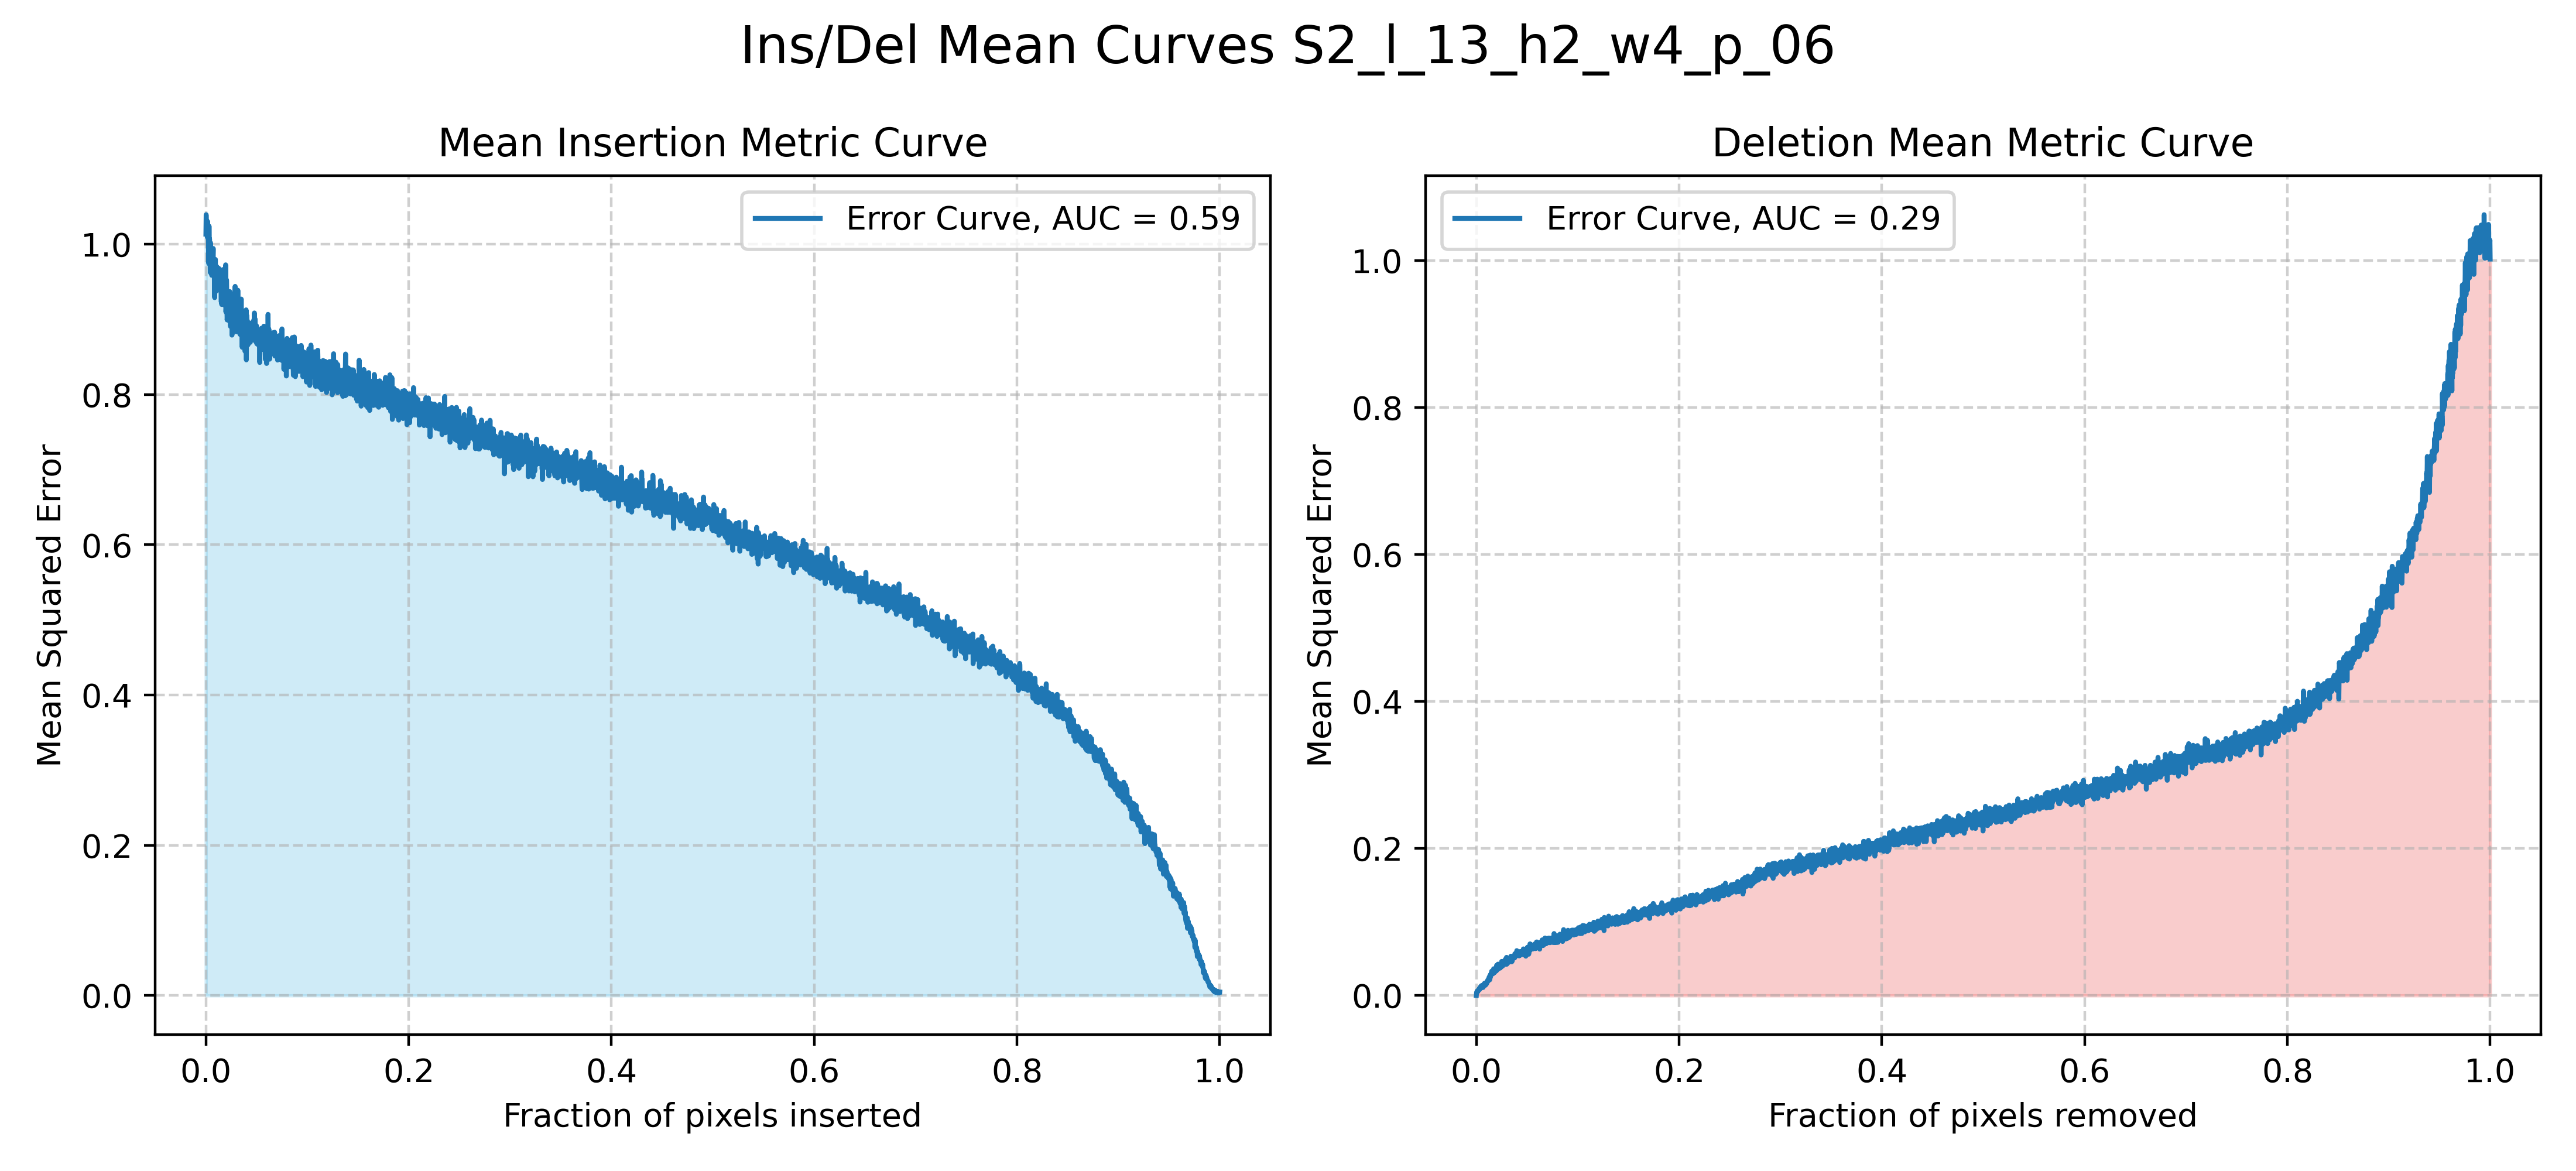 Ins/Del Mean Curves S2_l_13_h2_w4_p_06
Mean Insertion Metric Curve
Error Curve, AUC = 0.59
1.0
0.8
0.6
0.4
0.2
0.0
Mean Squared Error
0.0 0.2 0.4 0.6 0.8 1.0
Fraction of pixels inserted
Deletion Mean Metric Curve
Error Curve, AUC = 0.29
1.0
0.8
0.6
0.4
0.2
0.0
Mean Squared Error
0.0 0.2 0.4 0.6 0.8 1.0
Fraction of pixels removed